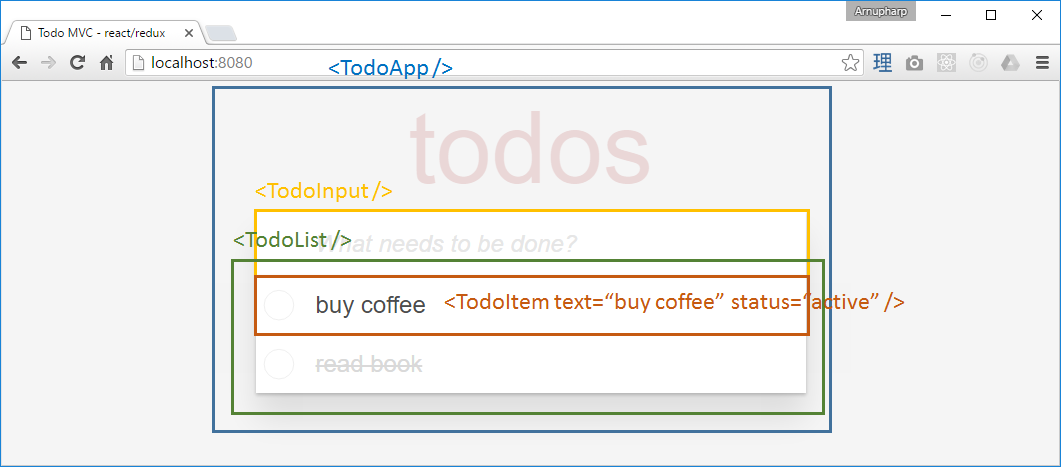 Arnupharp
Todo MVC - react/redux
localhost:8080
理
<TodoApp />
todos
<TodoInput />
What needs to be done?
<TodoList />
buy coffee
<TodoItem text=“buy coffee” status=“active” />
read book